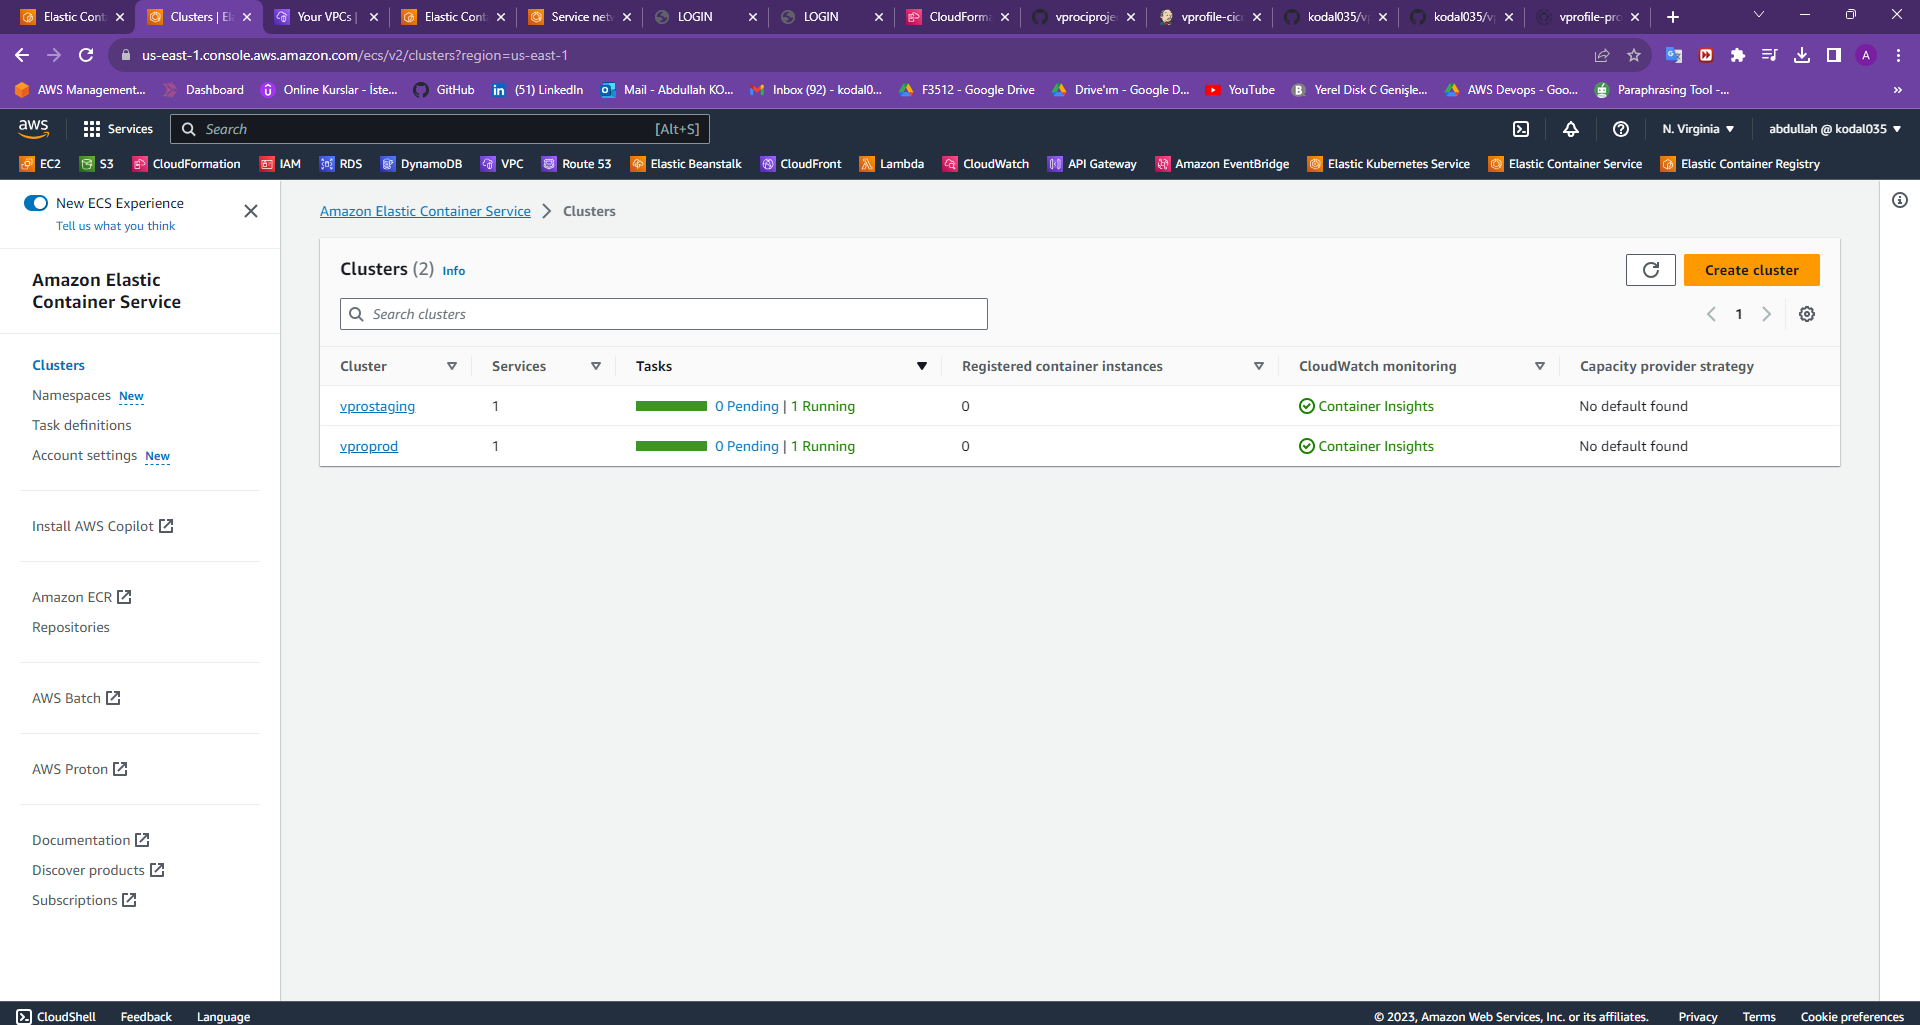 Elastic Cont
Clusters | El
Your VPCs |
Elastic Cont
Service netw
LOGIN
LOGIN
CloudForma
vprociprojec
vprofile-cicd
kodal035/v
kodal035/vp
vprofile-pro
us-east-1.console.aws.amazon.com/ecs/v2/clusters?region=us-east-1
A
AWS Management...
Dashboard
Online Kurslar - İste...
GitHub
(51) LinkedIn
Mail - Abdullah KO...
Inbox (92) - kodal0...
F3512 - Google Drive
Drive'ım - Google D...
YouTube
Yerel Disk C Genişle...
AWS Devops - Goo...
Paraphrasing Tool -...
»
aws
Services
Search
[Alt+S]
N. Virginia
abdullah @ kodal035
EC2
S3
CloudFormation
IAM
RDS
DynamoDB
VPC
Route 53
Elastic Beanstalk
CloudFront
Lambda
CloudWatch
API Gateway
Amazon EventBridge
Elastic Kubernetes Service
Elastic Container Service
Elastic Container Registry
New ECS Experience
Tell us what you think
Amazon Elastic
Container Service
Clusters
Namespaces New
Task definitions
Account settings New
Install AWS Copilot
Amazon ECR
Repositories
AWS Batch
AWS Proton
Documentation
Discover products
Subscriptions
Amazon Elastic Container Service > Clusters
Clusters (2) Info
Create cluster
Search clusters
1
Cluster Services Tasks Registered container instances CloudWatch monitoring Capacity provider strategy
vprostaging 1 0 Pending | 1 Running 0 Container Insights No default found
vproprod 1 0 Pending | 1 Running 0 Container Insights No default found
CloudShell Feedback Language
© 2023, Amazon Web Services, Inc. or its affiliates. Privacy Terms Cookie preferences